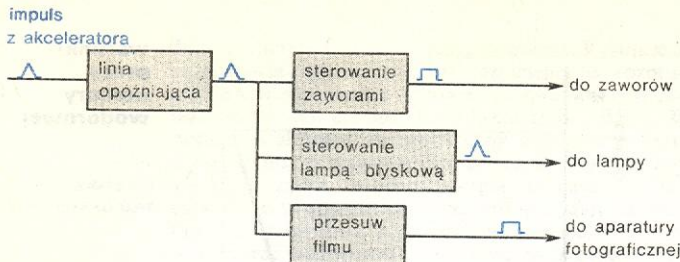 impuls
z akceleratora
linia
opóźniająca
sterowanie
zaworami
do zaworów
sterowanie
lampą błyskową
do lampy
przesuw
filmu
do aparatury
fotograficznej